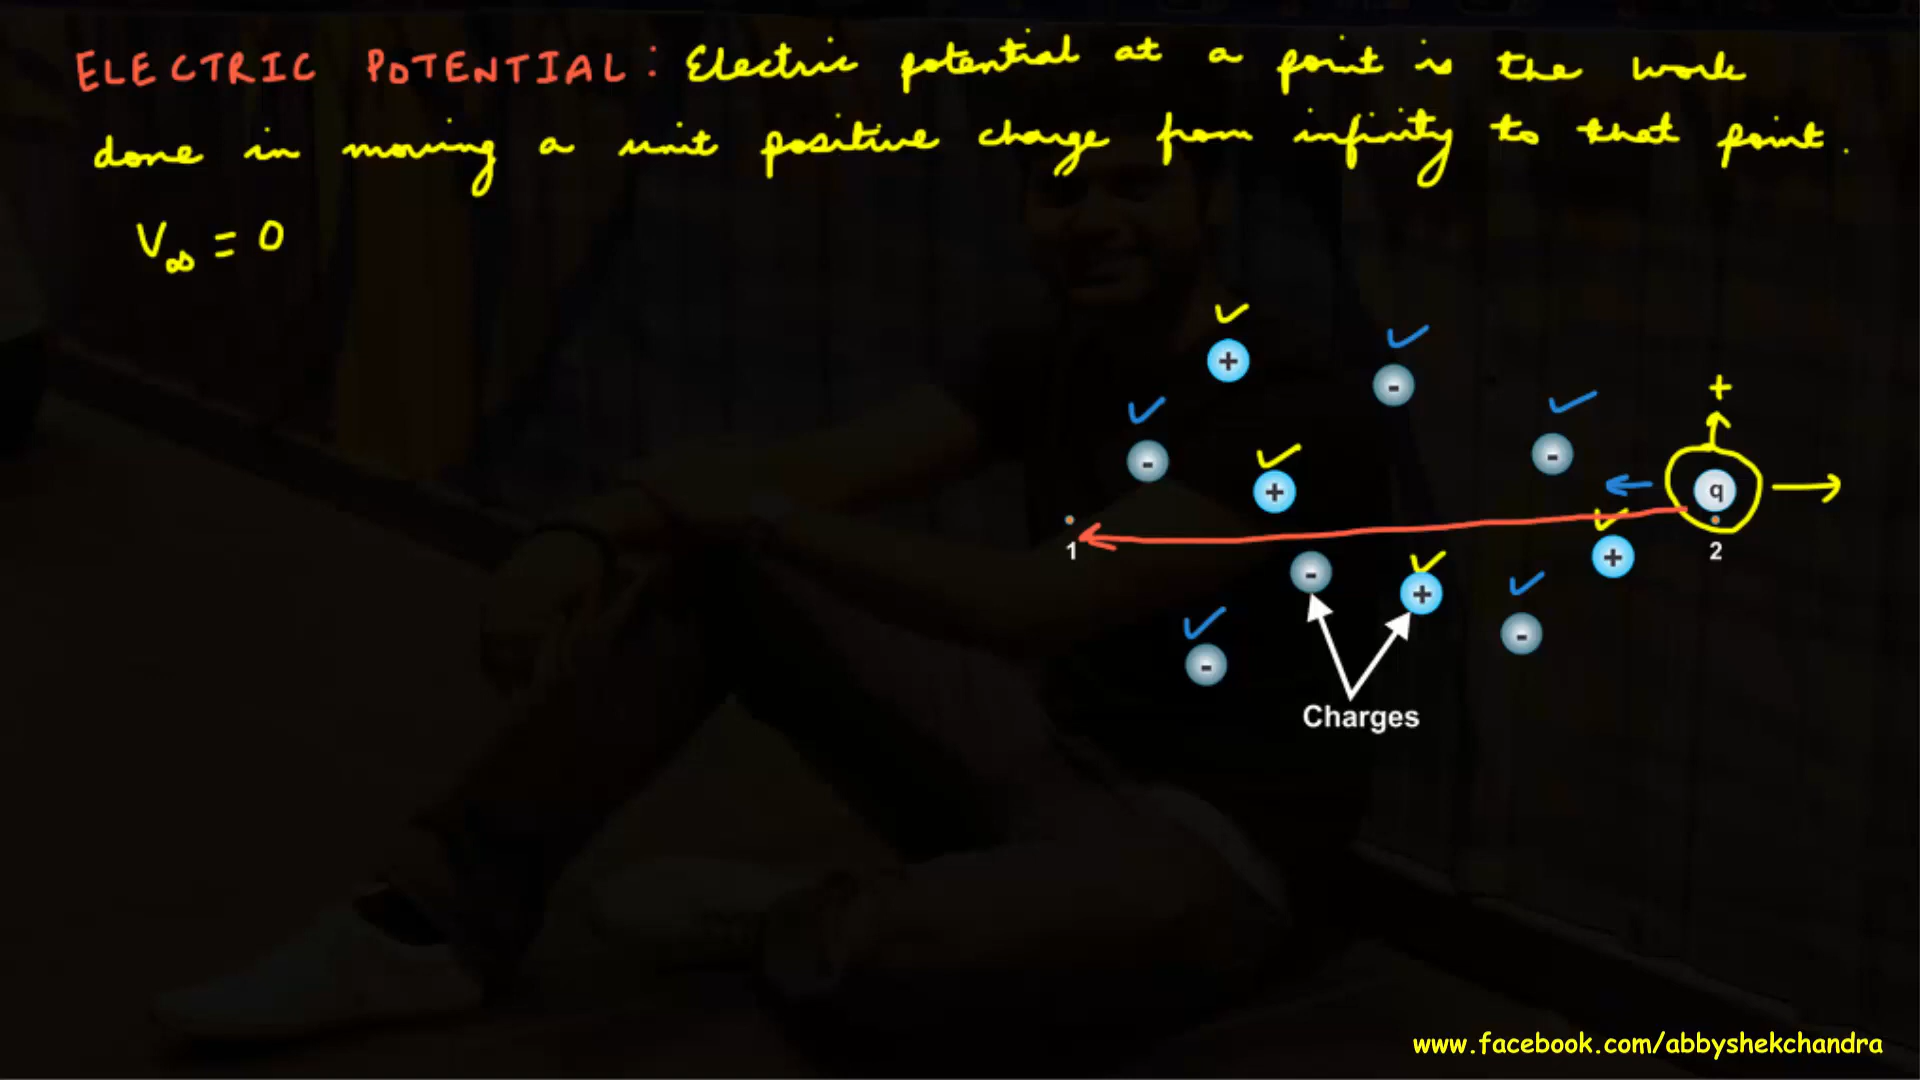 ELECTRIC POTENTIAL: Electric potential at a point is the work
done in moving a unit positive charge from infinity to that point.
V∞ = 0
+
+
-
-
-
+
q
1
2
-
+
+
-
-
Charges
www.facebook.com/abbyshekchandra